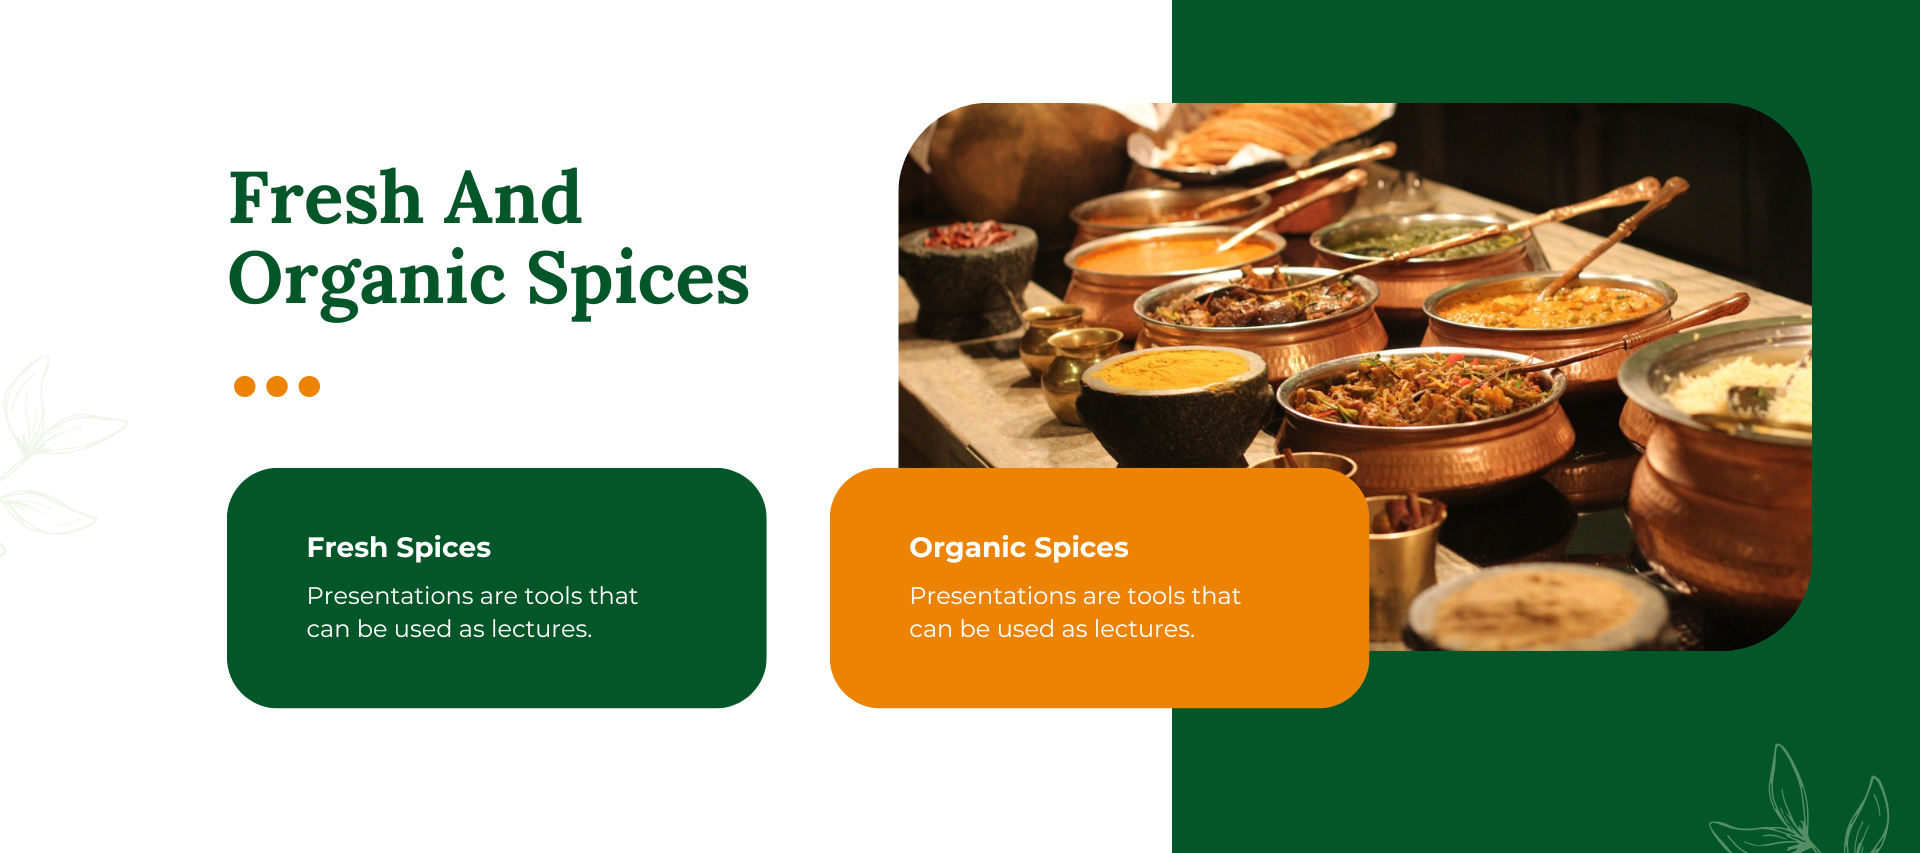 Fresh And
Organic Spices
Fresh Spices
Presentations are tools that
can be used as lectures.
Organic Spices
Presentations are tools that
can be used as lectures.